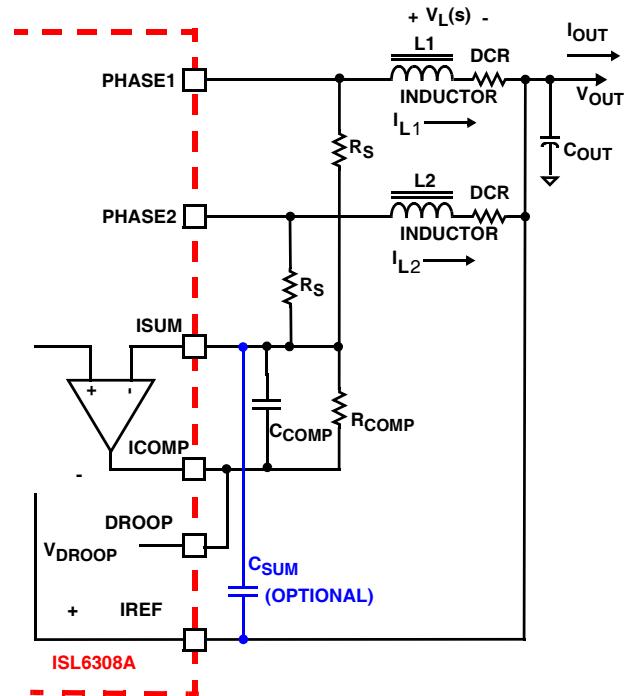 + VL(s) -
IOUT
L1
DCR
PHASE1
INDUCTOR
VOUT
IL1
COUT
RS
L2
DCR
PHASE2
INDUCTOR
IL2
RS
ISUM
+ -
CCOMP
RCOMP
ICOMP
-
DROOP
VDROOP
CSUM
(OPTIONAL)
+ IREF
ISL6308A